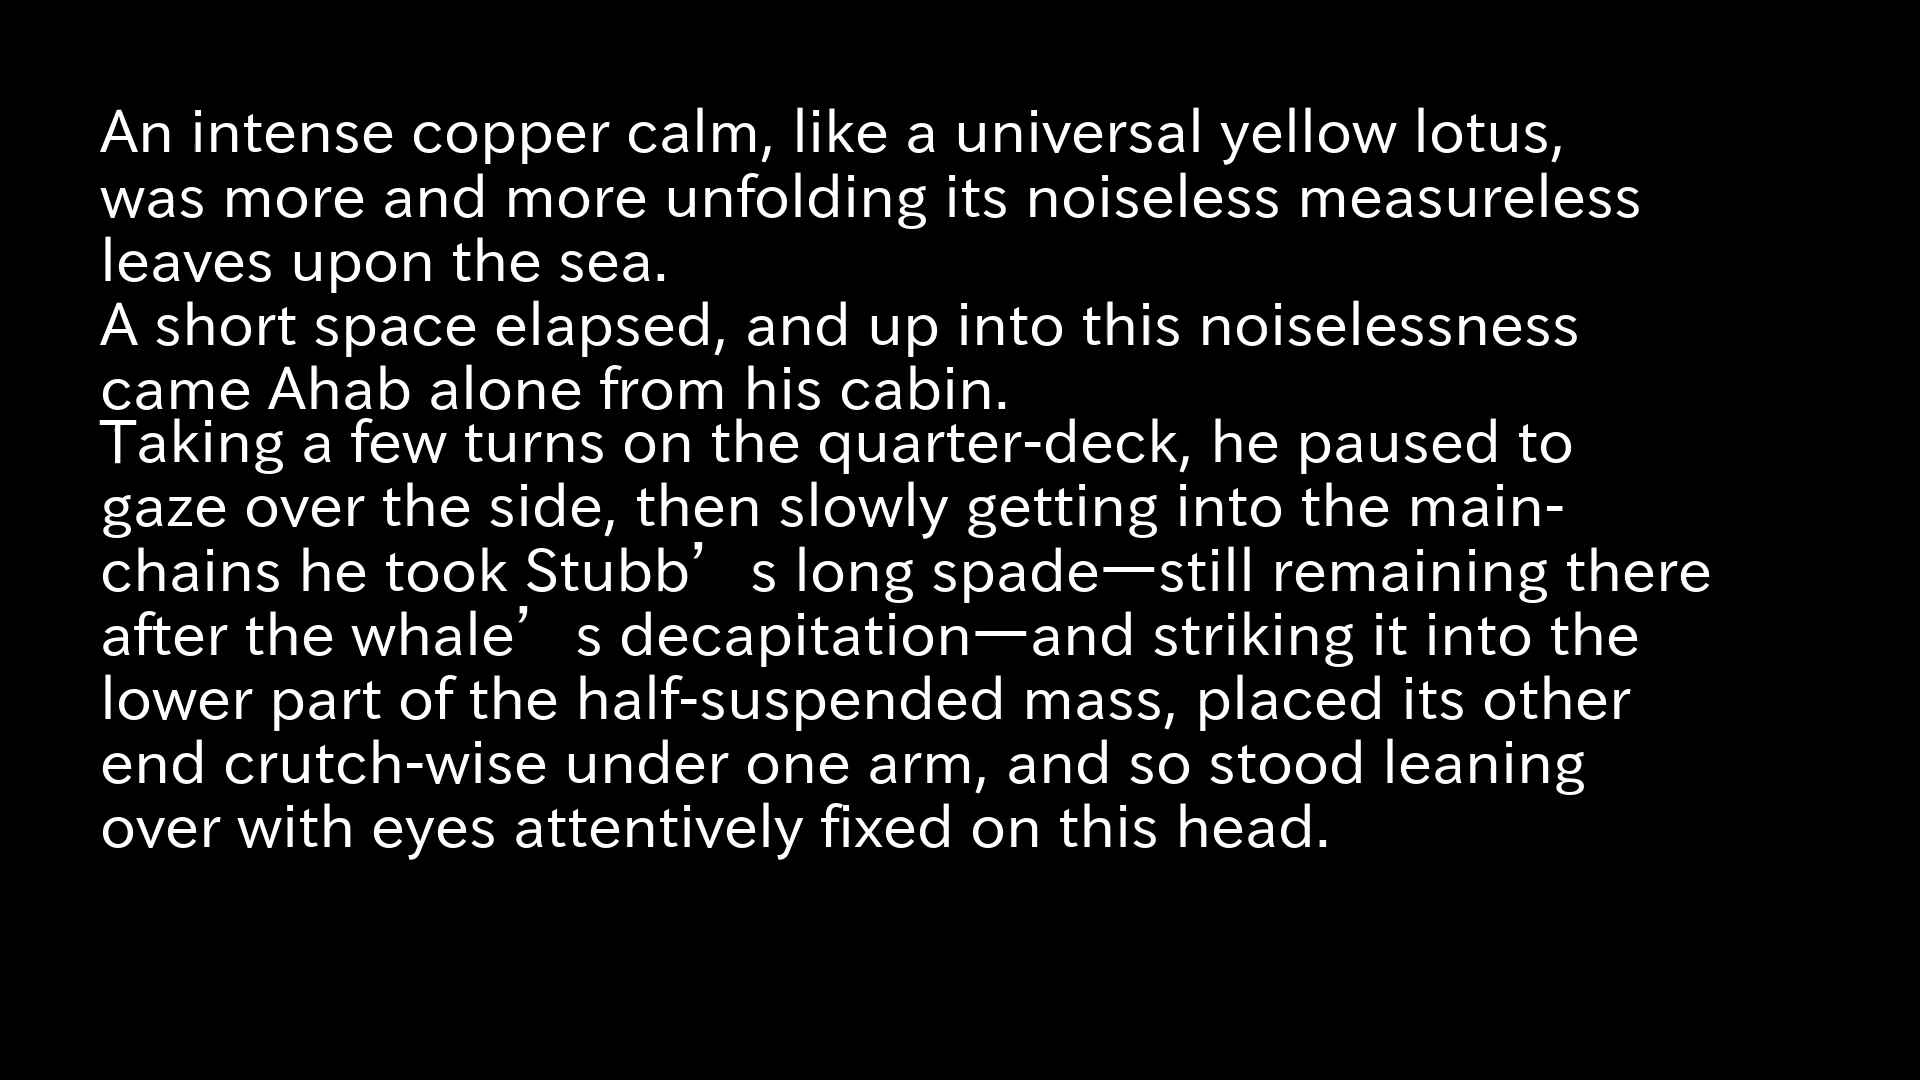 An intense copper calm, like a universal yellow lotus,
was more and more unfolding its noiseless measureless
leaves upon the sea.
A short space elapsed, and up into this noiselessness
came Ahab alone from his cabin.
Taking a few turns on the quarter-deck, he paused to
gaze over the side, then slowly getting into the main-
chains he took Stubb’s long spade—still remaining there
after the whale’s decapitation—and striking it into the
lower part of the half-suspended mass, placed its other
end crutch-wise under one arm, and so stood leaning
over with eyes attentively fixed on this head.